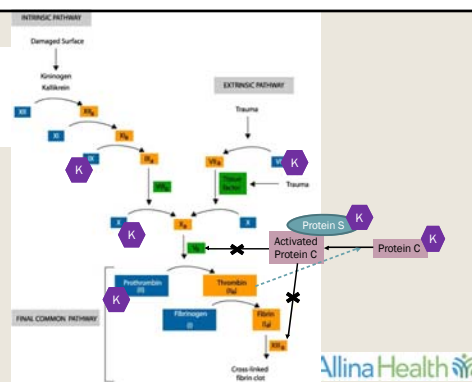 INTRINSIC PATHWAY
Damaged Surface
Kininogen
Kallikrein
EXTRINSIC PATHWAY
XII
XIIa
Trauma
XI
XIa
K
IX
IXa
VIIa
K
VIIIa
Tissue
Factor
Trauma
K
X
Xa
X
Protein S
K
Va
Activated
Protein C
Protein C
K
K
Prothrombin
(II)
Thrombin
(IIa)
Fibrinogen
(I)
Fibrin
(Ia)
FINAL COMMON PATHWAY
XIIIa
Cross-linked
fibrin clot
Allina Health